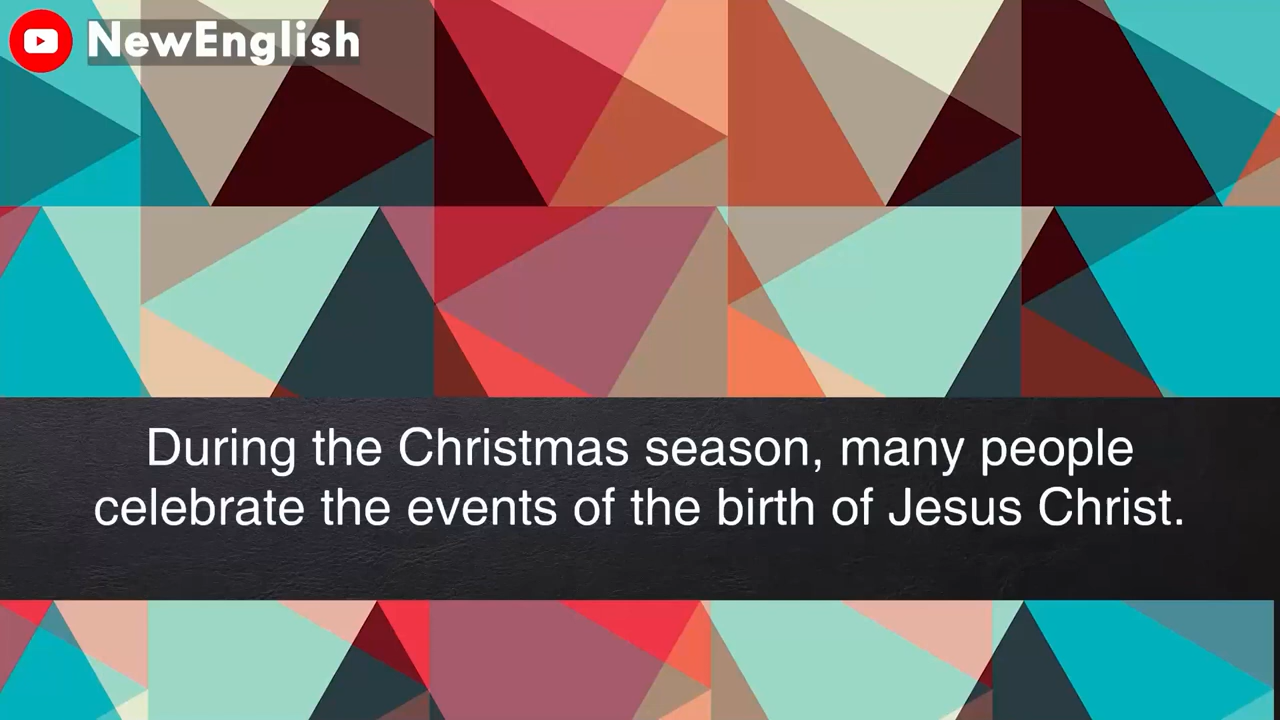 NewEnglish
During the Christmas season, many people
celebrate the events of the birth of Jesus Christ.